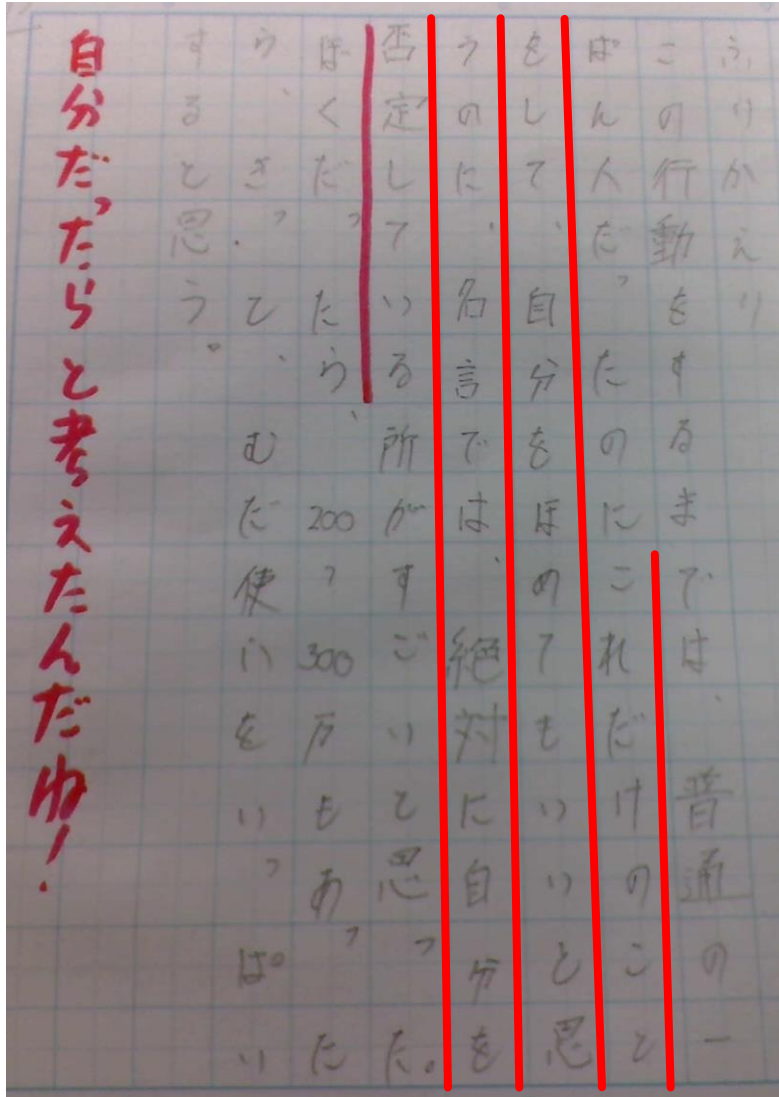 ふりかえり
この行動をするまでは、普通の一
ぱん人だったのにこれだけのこと
をして、自分をほめてもいいと思
うのに、名言では、絶対に自分を
否定している所がすごいと思った。
ぼくだったら、200〜300万もあった
ら、きっと、むだ使いをいっぱい
すると思う。
自分だったらと考えたんだね!